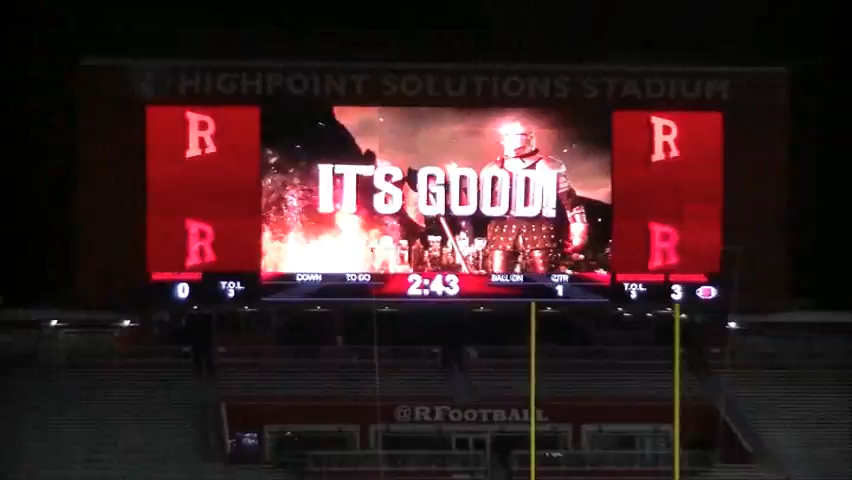 HIGHPOINT SOLUTIONS STADIUM
R
R
IT'S GOOD!
R
R
DOWN TO GO 2:43 BALL ON QTR 1
0 T.O.L. 3
T.O.L. 3 3
@RFOOTBALL